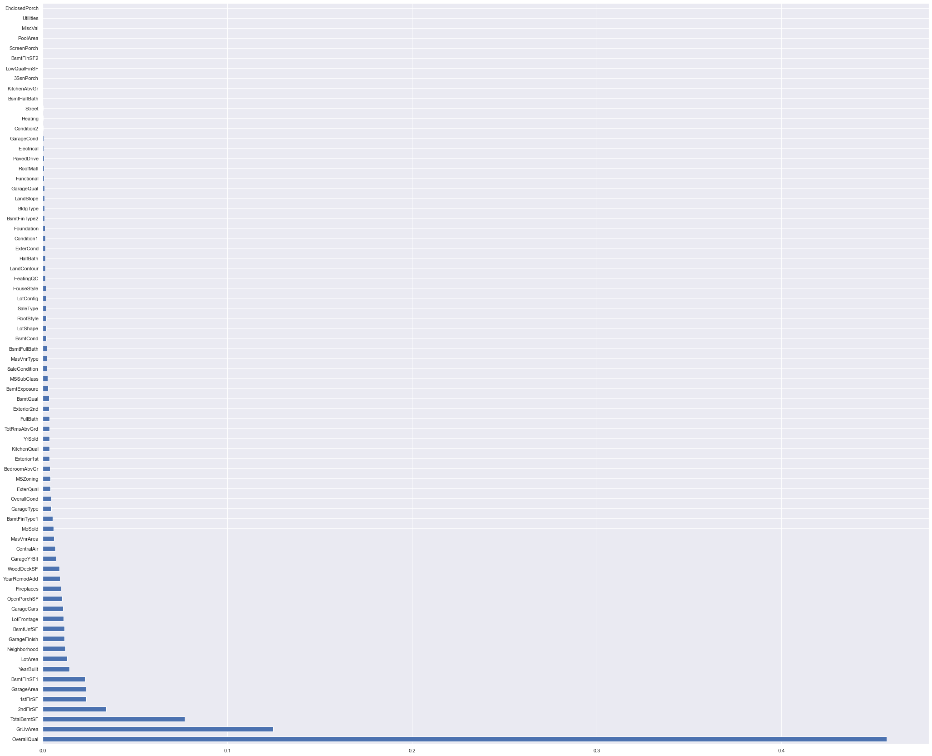 EnclosedPorch
Utilities
MiscVal
PoolArea
ScreenPorch
BsmtFinSF2
LowQualFinSF
3SsnPorch
KitchenAbvGr
BsmtHalfBath
Street
Heating
Condition2
GarageCond
Electrical
PavedDrive
RoofMatl
Functional
GarageQual
LandSlope
BldgType
BsmtFinType2
Foundation
Condition1
ExterCond
HalfBath
LandContour
HeatingQC
HouseStyle
LotConfig
SaleType
RoofStyle
LotShape
BsmtCond
BsmtFullBath
MasVnrType
SaleCondition
MSSubClass
BsmtExposure
BsmtQual
Exterior2nd
FullBath
TotRmsAbvGrd
YrSold
KitchenQual
Exterior1st
BedroomAbvGr
MSZoning
ExterQual
OverallCond
GarageType
BsmtFinType1
MoSold
MasVnrArea
CentralAir
GarageYrBlt
WoodDeckSF
YearRemodAdd
Fireplaces
OpenPorchSF
GarageCars
LotFrontage
BsmtUnfSF
GarageFinish
Neighborhood
LotArea
YearBuilt
BsmtFinSF1
GarageArea
1stFlrSF
2ndFlrSF
TotalBsmtSF
GrLivArea
OverallQual
0.0 0.1 0.2 0.3 0.4